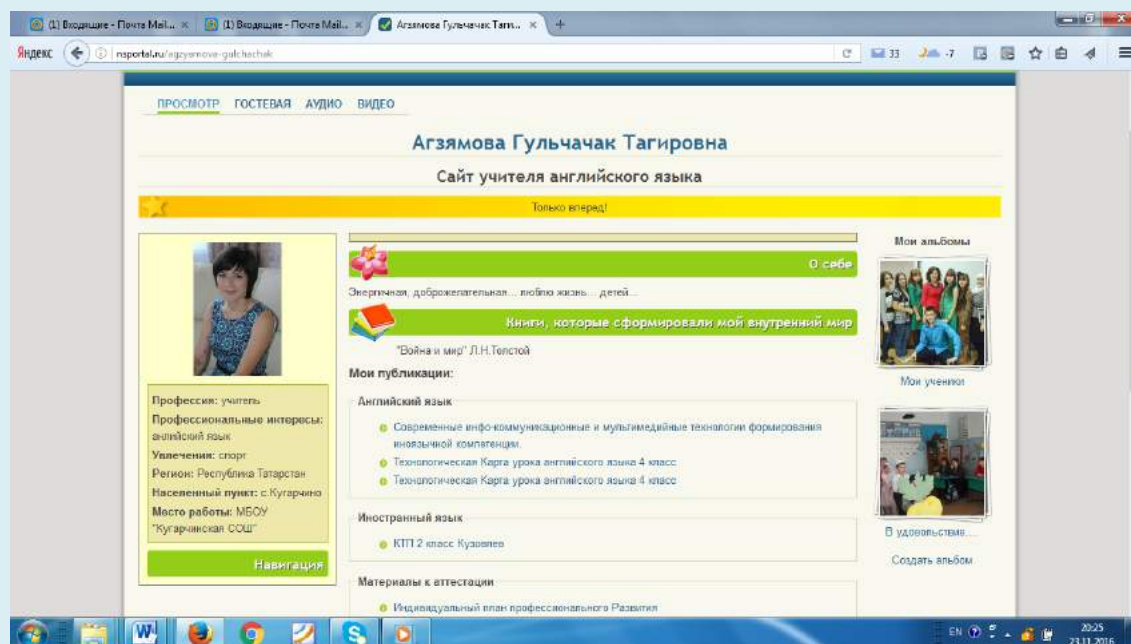 (1) Входящие - Почта Mail...
(1) Входящие - Почта Mail...
Агзямова Гульчачак Таги...
Яндекс
nsportal.ru/agzyamova-gulchachak
33
-7
ПРОСМОТР ГОСТЕВАЯ АУДИО ВИДЕО
Агзямова Гульчачак Тагировна
Сайт учителя английского языка
Только вперед!
Профессия: учитель
Профессиональные интересы:
английский язык
Увлечения: спорт
Регион: Республика Татарстан
Населенный пункт: с.Кугарчино
Место работы: МБОУ
"Кугарчинская СОШ"
Навигация
О себе
Энергичная, доброжелательная... люблю жизнь... детей...
Книги, которые сформировали мой внутренний мир
"Война и мир" Л.Н.Толстой
Мои публикации:
Английский язык
Современные инфо-коммуникационные и мультимедийные технологии формирования
иноязычной компетенции.
Технологическая Карта урока английского языка 4 класс
Технологическая Карта урока английского языка 4 класс
Иностранный язык
КТП 2 класс Кузовлев
Материалы к аттестации
Индивидуальный план профессионального Развития
Мои альбомы
Мои ученики
В удовольствие....
Создать альбом
EN
20:25
23.11.2016